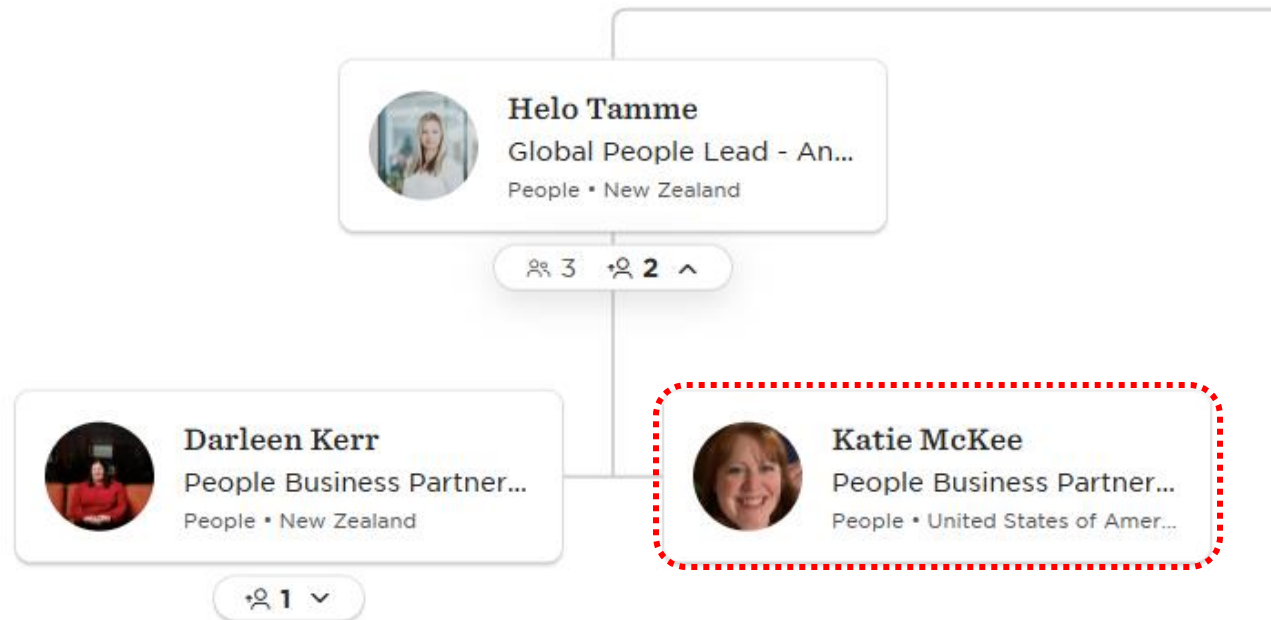 Helo Tamme
Global People Lead - An...
People • New Zealand
3 2
Darleen Kerr
People Business Partner...
People • New Zealand
1
Katie McKee
People Business Partner...
People • United States of Amer...